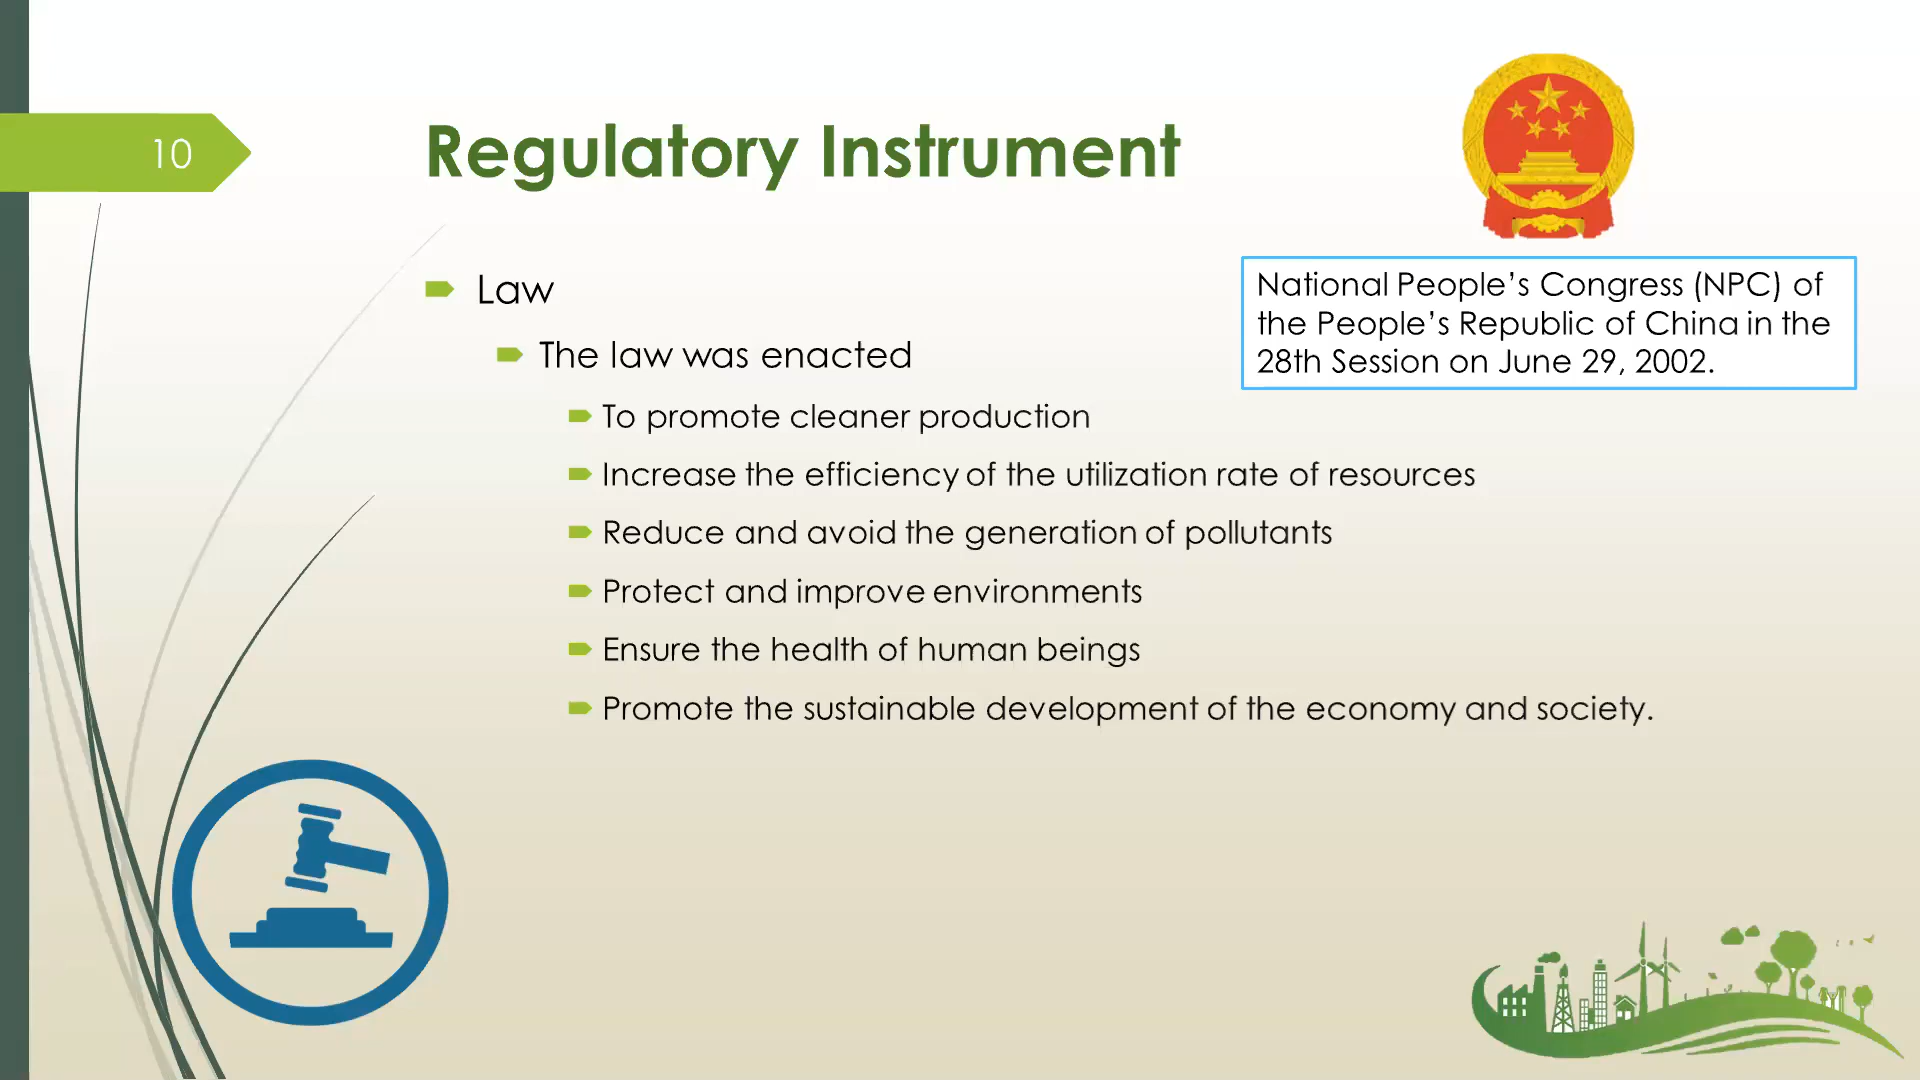 10
Regulatory Instrument
Law
The law was enacted
To promote cleaner production
Increase the efficiency of the utilization rate of resources
Reduce and avoid the generation of pollutants
Protect and improve environments
Ensure the health of human beings
Promote the sustainable development of the economy and society.
National People’s Congress (NPC) of
the People’s Republic of China in the
28th Session on June 29, 2002.